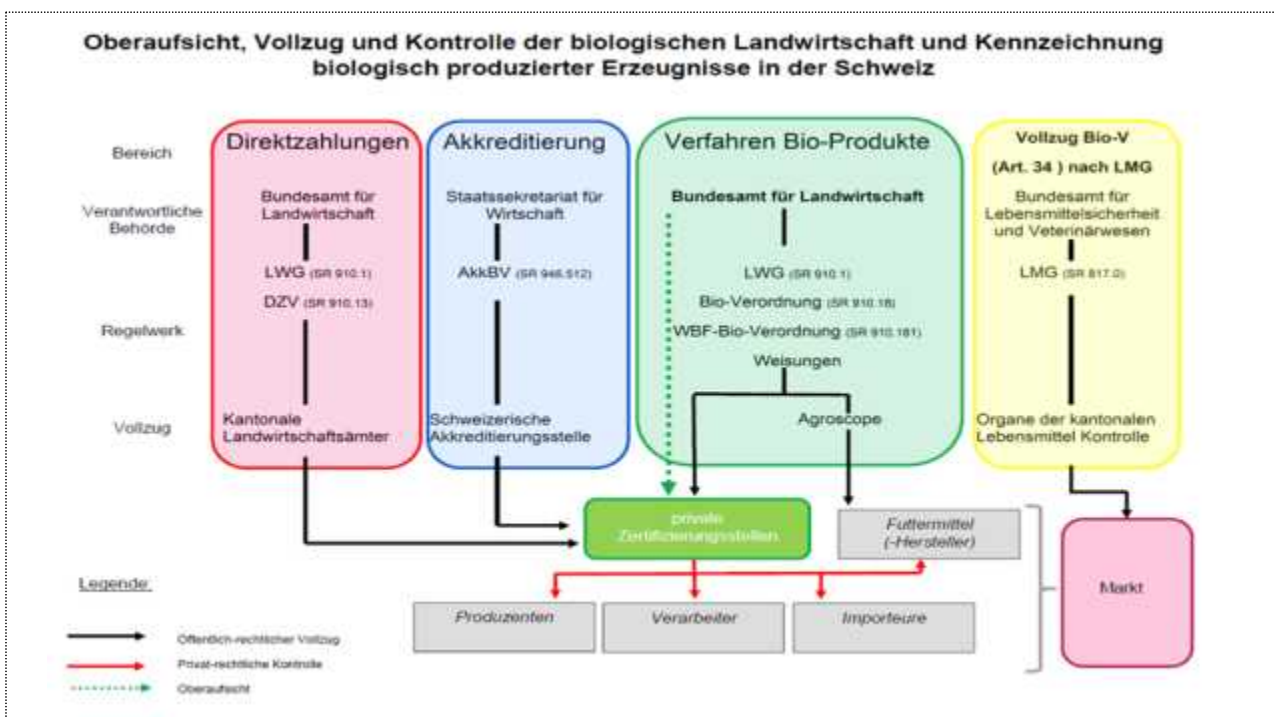 Oberaufsicht, Vollzug und Kontrolle der biologischen Landwirtschaft und Kennzeichnung
biologisch produzierter Erzeugnisse in der Schweiz
Bereich
Direktzahlungen
Akkreditierung
Verfahren Bio-Produkte
Vollzug Bio-V
(Art. 34 ) nach LMG
Verantwortliche
Behörde
Bundesamt für
Landwirtschaft
Staatssekretariat für
Wirtschaft
Bundesamt für Landwirtschaft
Bundesamt für
Lebensmittelsicherheit
und Veterinärwesen
Regelwerk
LWG (SR 910.1)
DZV (SR 910.13)
AkkBV (SR 946.512)
LWG (SR 910.1)
Bio-Verordnung (SR 910.18)
WBF-Bio-Verordnung (SR 910.181)
Weisungen
LMG (SR 817.0)
Vollzug
Kantonale
Landwirtschaftsämter
Schweizerische
Akkreditierungsstelle
Agroscope
Organe der kantonalen
Lebensmittel Kontrolle
private
Zertifizierungsstellen
Futtermittel
(-Hersteller)
Markt
Produzenten
Verarbeiter
Importeure
Legende:
Öffentlich-rechtlicher Vollzug
Privat-rechtliche Kontrolle
Oberaufsicht